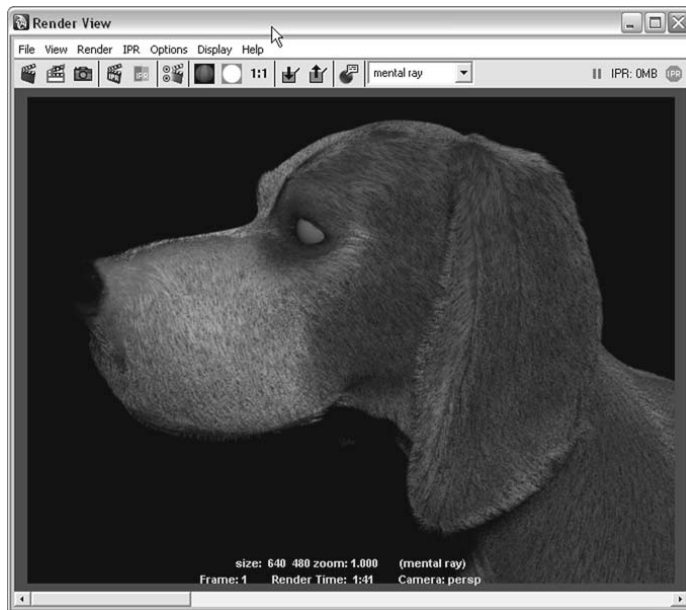 Render View
File View Render IPR Options Display Help
IPR 1:1 mental ray IPR: 0MB IPR
size: 640 480 zoom: 1.000 (mental ray)
Frame: 1 Render Time: 1:41 Camera: persp